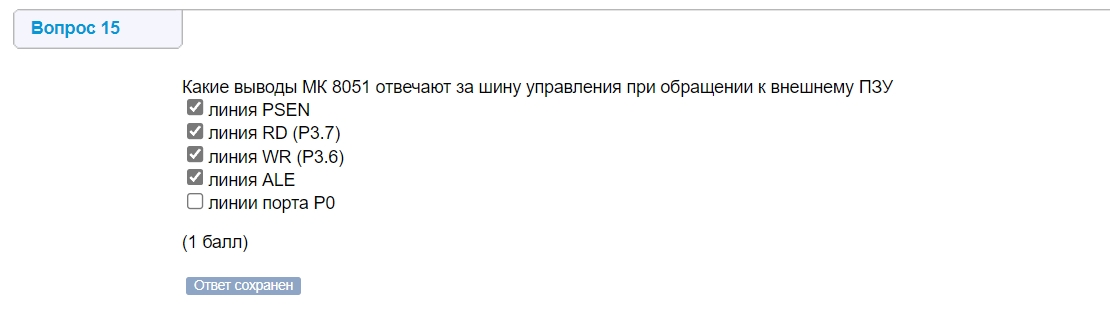 Вопрос 15
Какие выводы МК 8051 отвечают за шину управления при обращении к внешнему ПЗУ
линия PSEN
линия RD (P3.7)
линия WR (P3.6)
линия ALE
линии порта P0
(1 балл)
Ответ сохранен